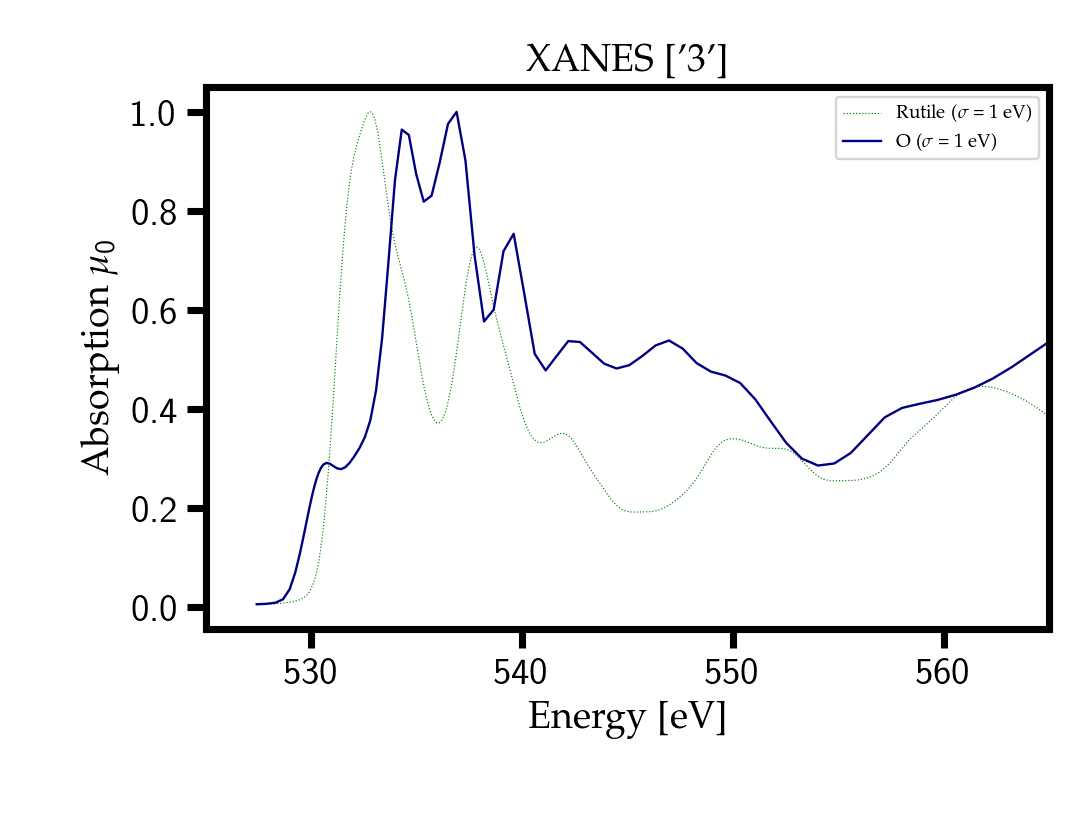 XANES ['3']
Rutile (σ = 1 eV)
O (σ = 1 eV)
Absorption μ₀
1.0
0.8
0.6
0.4
0.2
0.0
530 540 550 560
Energy [eV]